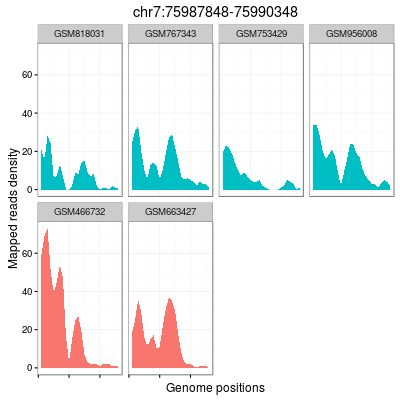 chr7:75987848-75990348
GSM818031 GSM767343 GSM753429 GSM956008
60
40
20
0
GSM466732 GSM663427
60
40
20
0
Mapped reads density
Genome positions